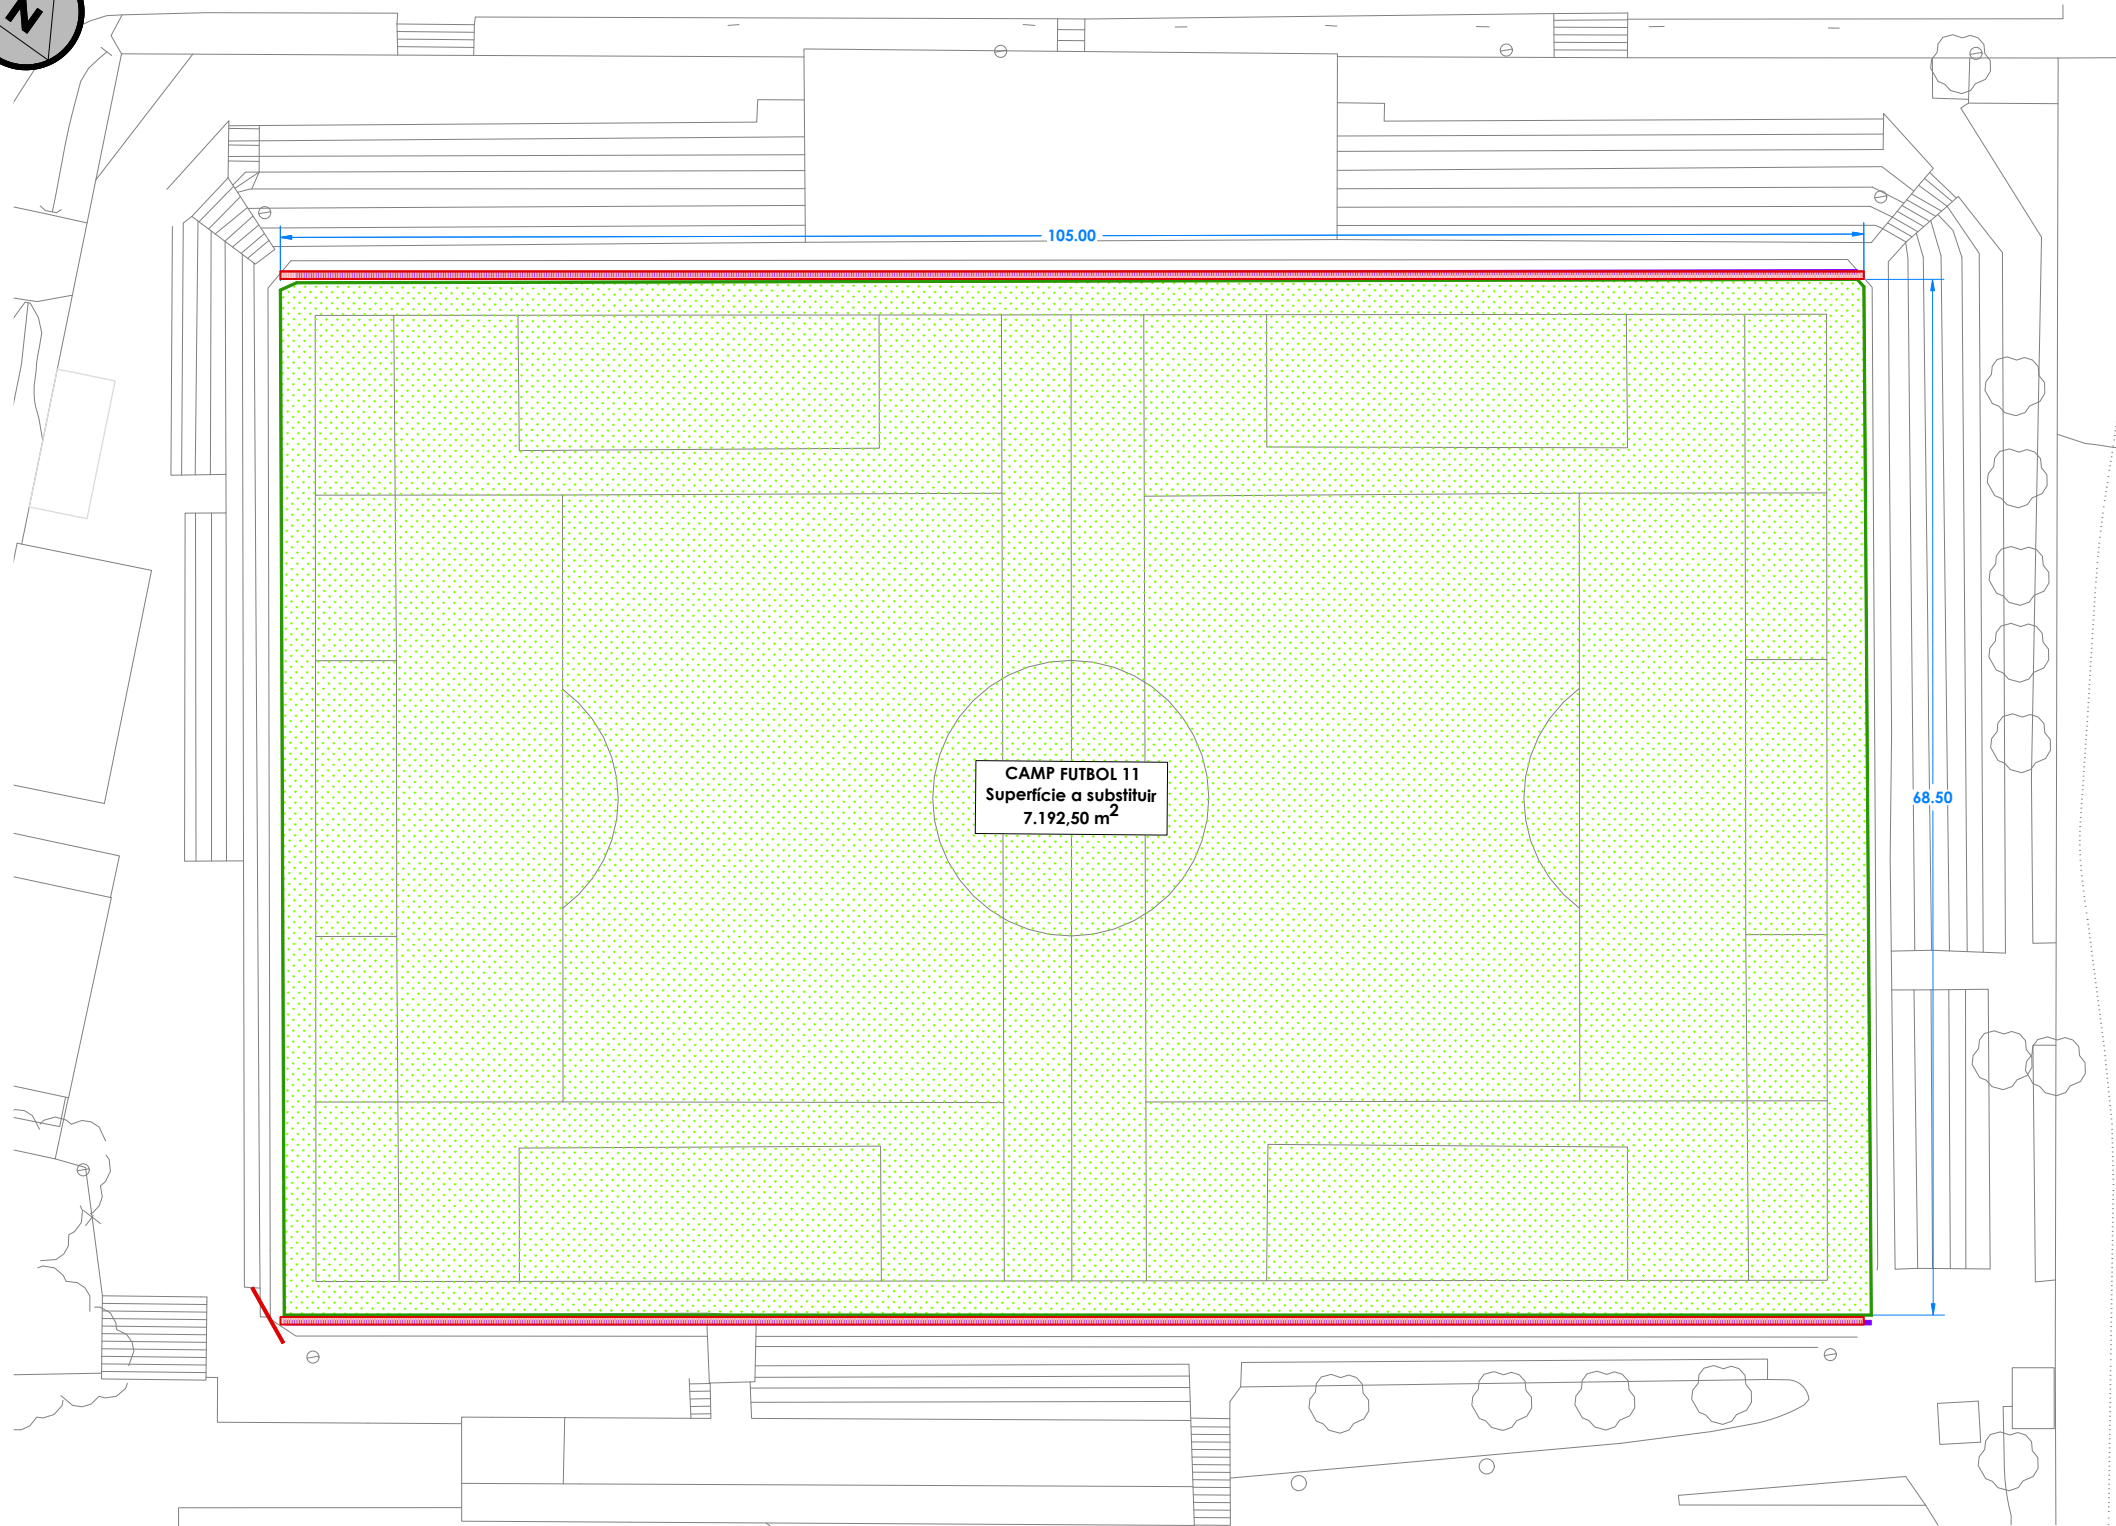 N
105.00
CAMP FUTBOL 11
Superfície a substituir
7.192,50 m²
68.50